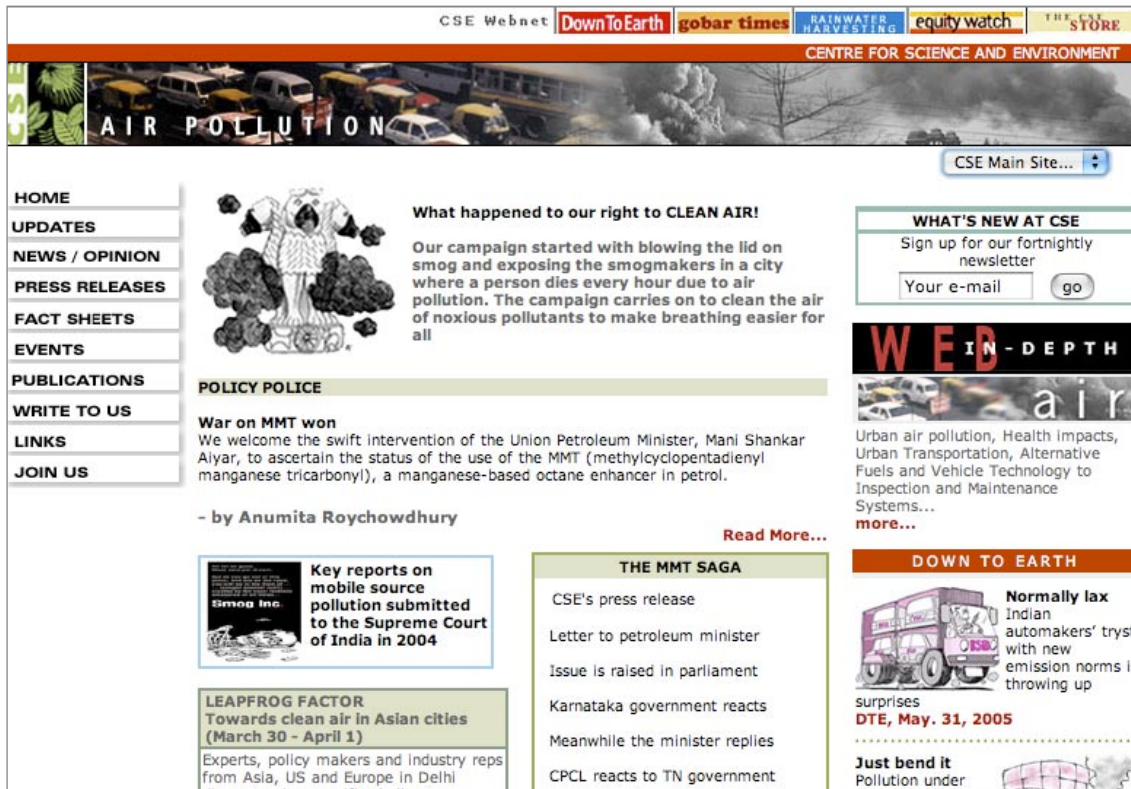 CSE Webnet
Down To Earth
gobar times
RAINWATER
HARVESTING
equity watch
THE CSE
STORE
CENTRE FOR SCIENCE AND ENVIRONMENT
CSE
AIR POLLUTION
CSE Main Site...
HOME
UPDATES
NEWS / OPINION
PRESS RELEASES
FACT SHEETS
EVENTS
PUBLICATIONS
WRITE TO US
LINKS
JOIN US
What happened to our right to CLEAN AIR!
Our campaign started with blowing the lid on
smog and exposing the smogmakers in a city
where a person dies every hour due to air
pollution. The campaign carries on to clean the air
of noxious pollutants to make breathing easier for
all
POLICY POLICE
War on MMT won
We welcome the swift intervention of the Union Petroleum Minister, Mani Shankar
Aiyar, to ascertain the status of the use of the MMT (methylcyclopentadienyl
manganese tricarbonyl), a manganese-based octane enhancer in petrol.
– by Anumita Roychowdhury
Read More...
Smog Inc.
Key reports on
mobile source
pollution submitted
to the Supreme Court
of India in 2004
LEAPFROG FACTOR
Towards clean air in Asian cities
(March 30 - April 1)
Experts, policy makers and industry reps
from Asia, US and Europe in Delhi
THE MMT SAGA
CSE's press release
Letter to petroleum minister
Issue is raised in parliament
Karnataka government reacts
Meanwhile the minister replies
CPCL reacts to TN government
WHAT'S NEW AT CSE
Sign up for our fortnightly
newsletter
Your e-mail
go
WEB IN-DEPTH
air
Urban air pollution, Health impacts,
Urban Transportation, Alternative
Fuels and Vehicle Technology to
Inspection and Maintenance
Systems...
more...
DOWN TO EARTH
Normally lax
Indian
automakers' tryst
with new
emission norms i
throwing up
surprises
DTE, May. 31, 2005
Just bend it
Pollution under